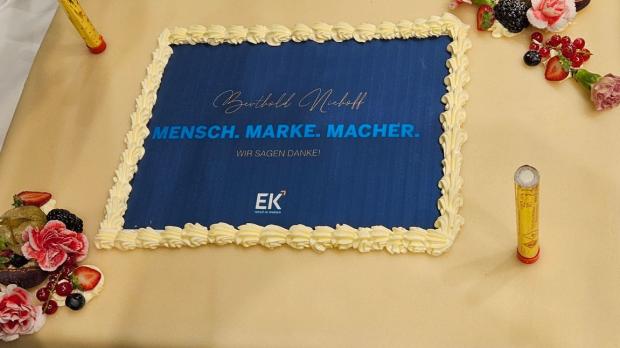 Berthold Niehoff
MENSCH. MARKE. MACHER.
WIR SAGEN DANKE!
EK